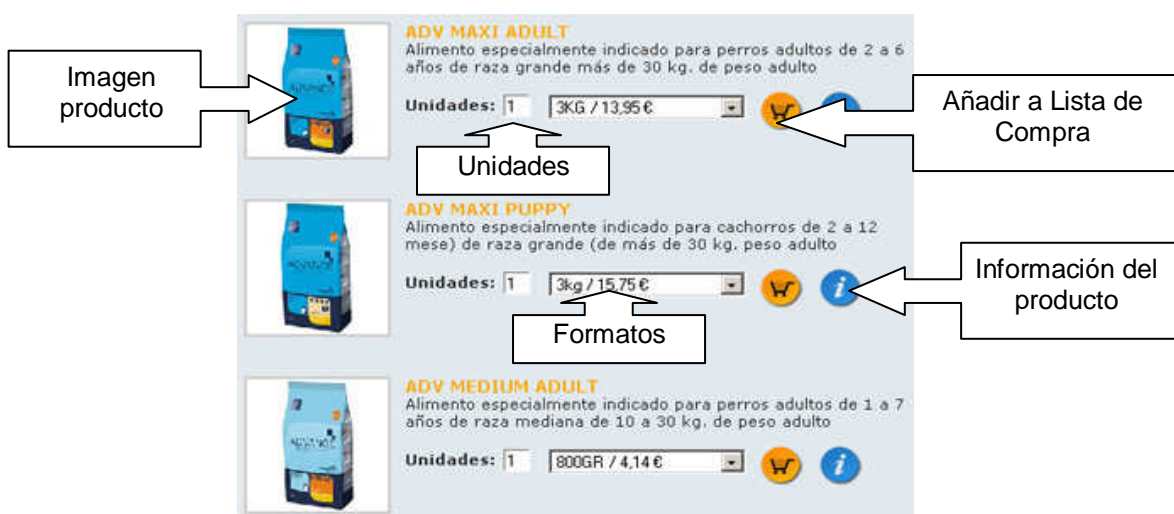 ADV MAXI ADULT
Alimento especialmente indicado para perros adultos de 2 a 6
años de raza grande más de 30 kg. de peso adulto
Imagen
producto
Unidades: 1 3KG / 13,95 €
Añadir a Lista de
Compra
Unidades
ADV MAXI PUPPY
Alimento especialmente indicado para cachorros de 2 a 12
mese) de raza grande (de más de 30 kg. peso adulto
Unidades: 1 3kg / 15,75 €
i
Información del
producto
Formatos
ADV MEDIUM ADULT
Alimento especialmente indicado para perros adultos de 1 a 7
años de raza mediana de 10 a 30 kg. de peso adulto
ADVANCE
Unidades: 1 800GR / 4,14 €
i